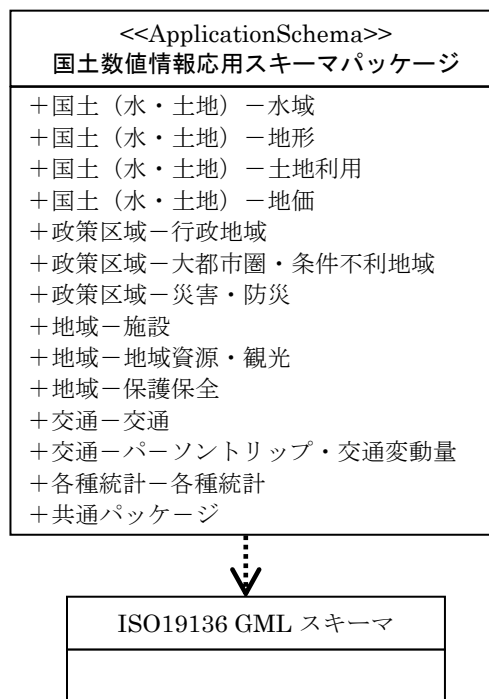 <<ApplicationSchema>>
国土数値情報応用スキーマパッケージ
＋国土（水・土地）－水域
＋国土（水・土地）－地形
＋国土（水・土地）－土地利用
＋国土（水・土地）－地価
＋政策区域－行政地域
＋政策区域－大都市圏・条件不利地域
＋政策区域－災害・防災
＋地域－施設
＋地域－地域資源・観光
＋地域－保護保全
＋交通－交通
＋交通－パーソントリップ・交通変動量
＋各種統計－各種統計
＋共通パッケージ
ISO19136 GML スキーマ